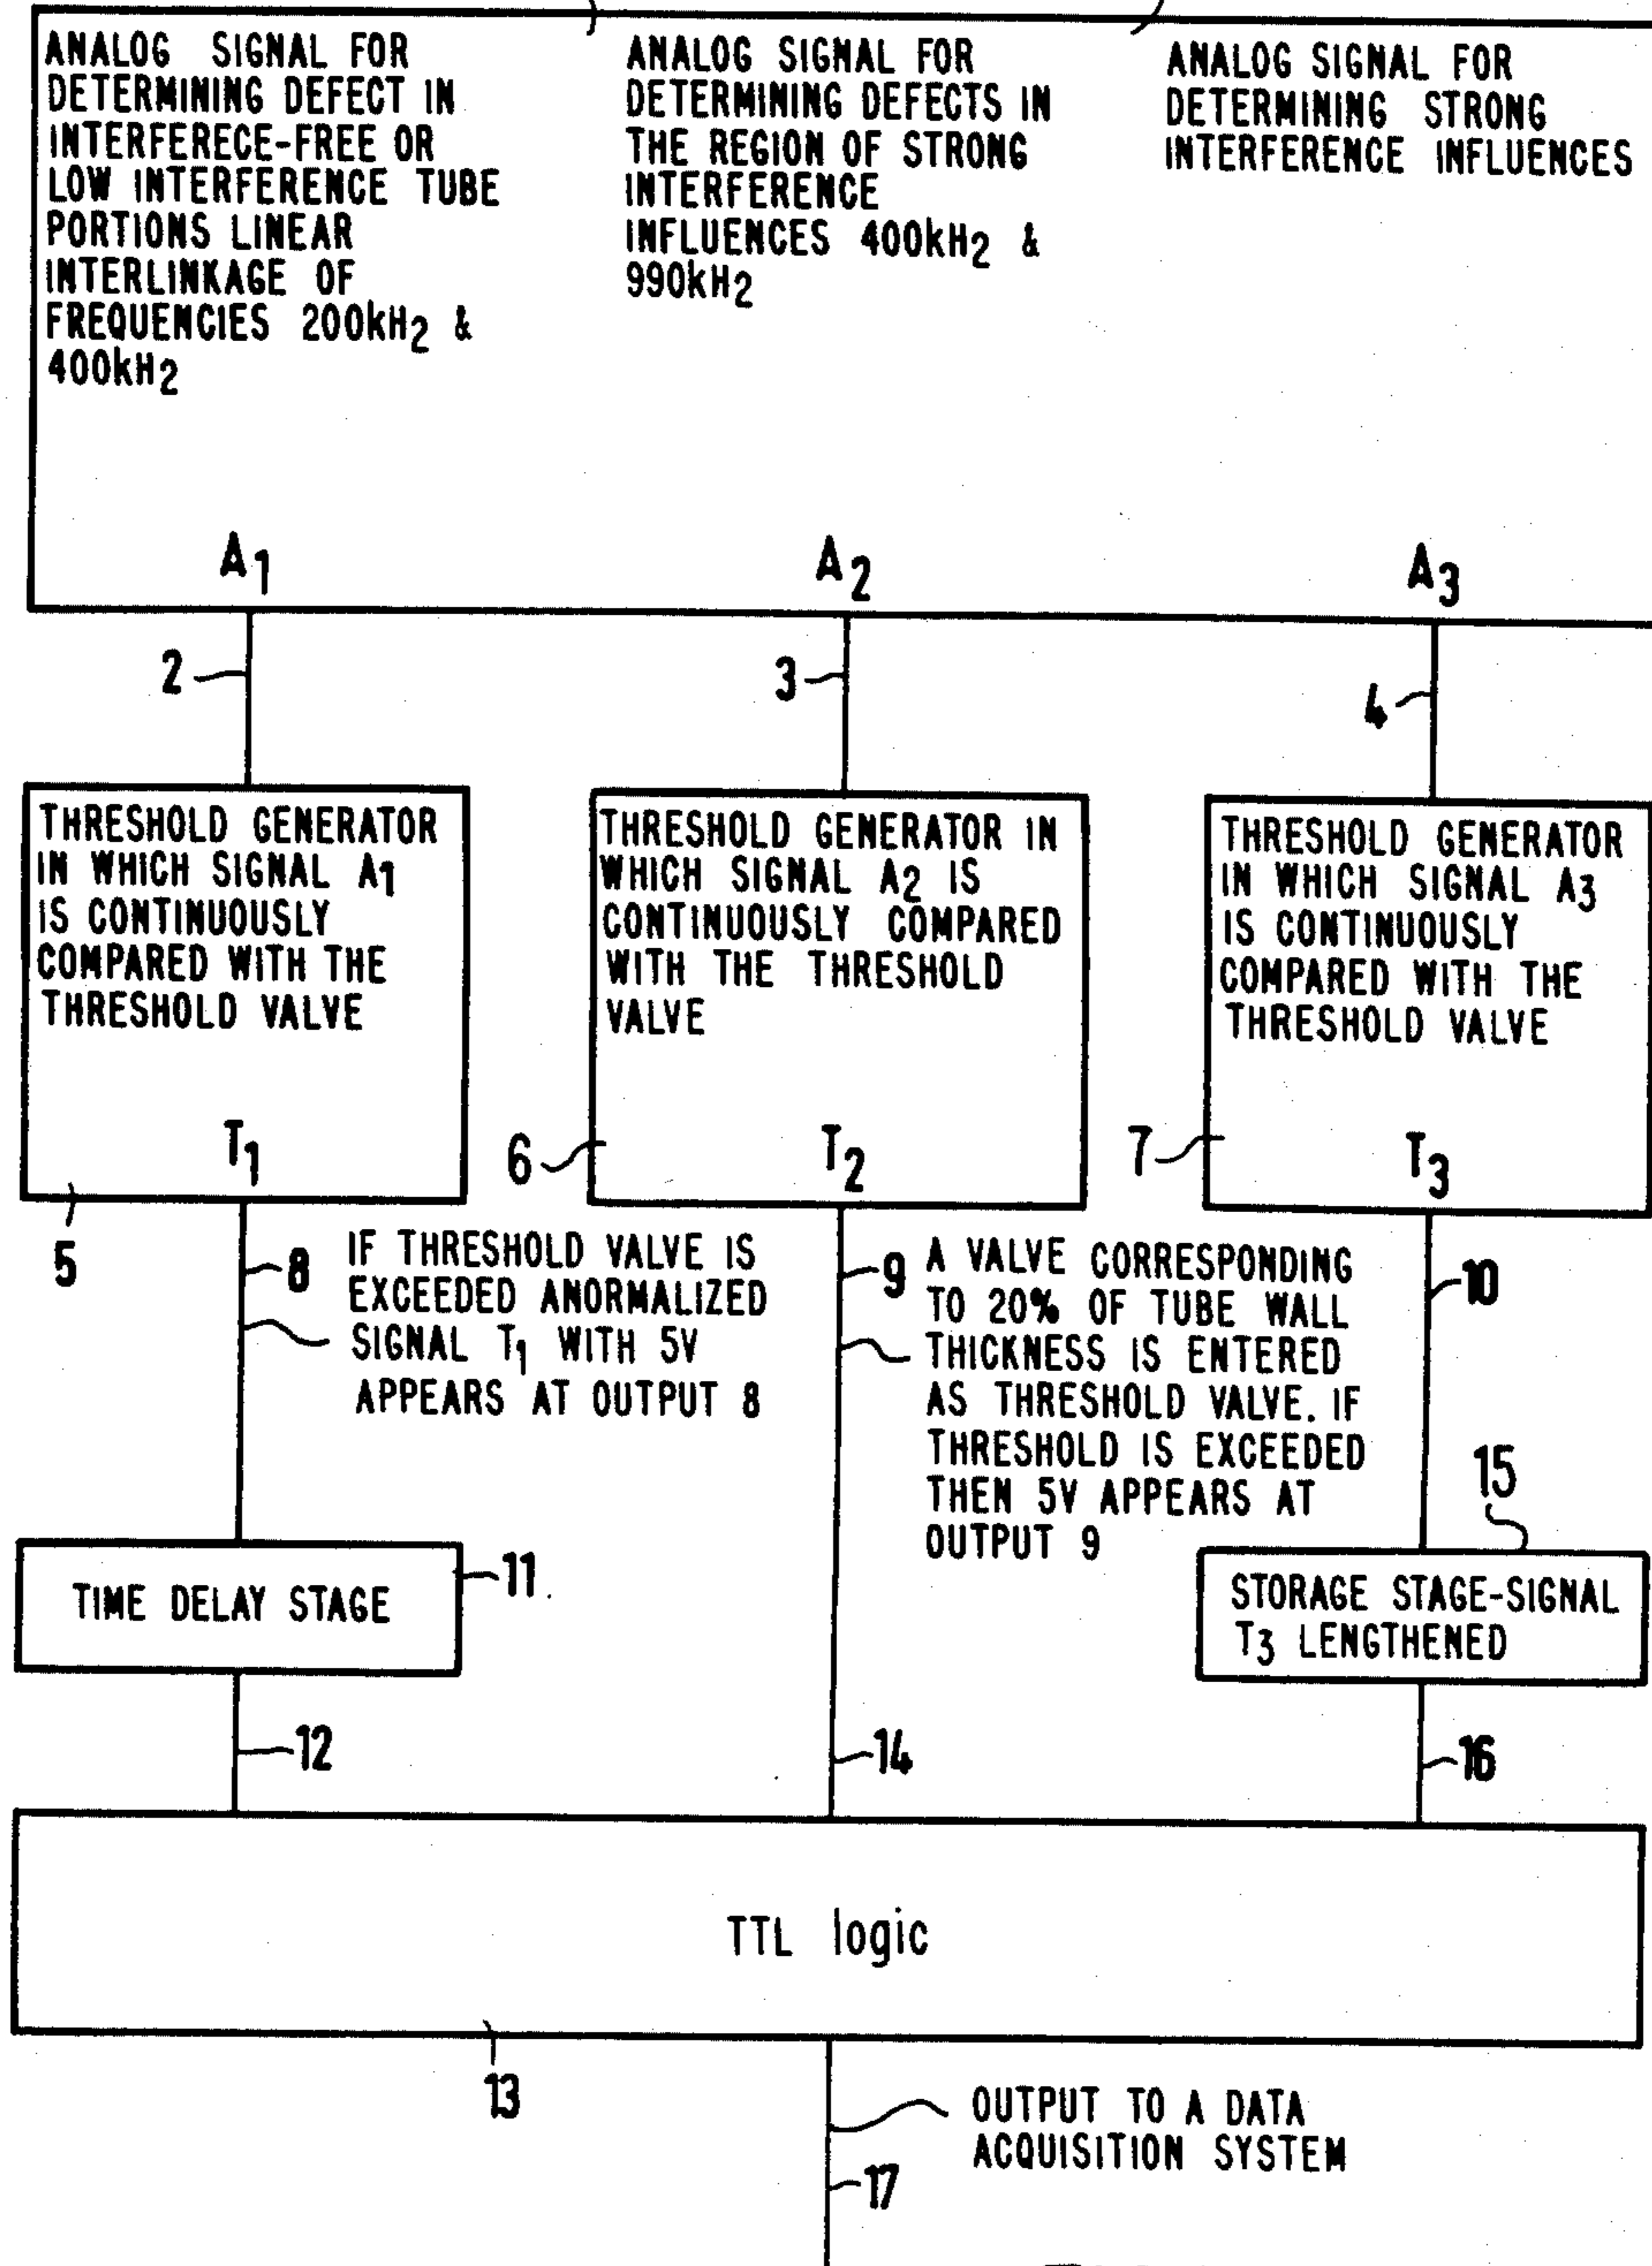 ANALOG SIGNAL FOR
DETERMINING DEFECT IN
INTERFERECE-FREE OR
LOW INTERFERENCE TUBE
PORTIONS LINEAR
INTERLINKAGE OF
FREQUENCIES 200kH2 &
400kH2
ANALOG SIGNAL FOR
DETERMINING DEFECTS IN
THE REGION OF STRONG
INTERFERENCE
INFLUENCES 400kH2 &
990kH2
ANALOG SIGNAL FOR
DETERMINING STRONG
INTERFERENCE INFLUENCES
A1
A2
A3
2
3
4
THRESHOLD GENERATOR
IN WHICH SIGNAL A1
IS CONTINUOUSLY
COMPARED WITH THE
THRESHOLD VALVE
T1
5
THRESHOLD GENERATOR IN
WHICH SIGNAL A2 IS
CONTINUOUSLY COMPARED
WITH THE THRESHOLD
VALVE
T2
6
THRESHOLD GENERATOR
IN WHICH SIGNAL A3
IS CONTINUOUSLY
COMPARED WITH THE
THRESHOLD VALVE
T3
7
8
IF THRESHOLD VALVE IS
EXCEEDED ANORMALIZED
SIGNAL T1 WITH 5V
APPEARS AT OUTPUT 8
9
A VALVE CORRESPONDING
TO 20% OF TUBE WALL
THICKNESS IS ENTERED
AS THRESHOLD VALVE. IF
THRESHOLD IS EXCEEDED
THEN 5V APPEARS AT
OUTPUT 9
10
15
TIME DELAY STAGE
11
STORAGE STAGE-SIGNAL
T3 LENGTHENED
12
14
16
TTL logic
13
OUTPUT TO A DATA
ACQUISITION SYSTEM
17